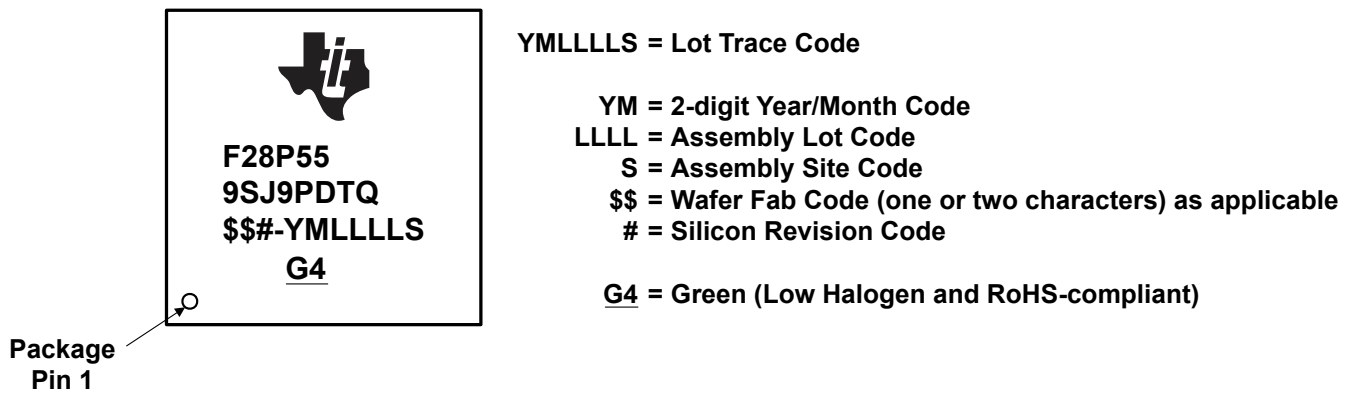 F28P55
9SJ9PDTQ
$$#-YMLLLLS
G4
Package
Pin 1
YMLLLLS = Lot Trace Code
YM = 2-digit Year/Month Code
LLLL = Assembly Lot Code
S = Assembly Site Code
$$ = Wafer Fab Code (one or two characters) as applicable
# = Silicon Revision Code
G4 = Green (Low Halogen and RoHS-compliant)